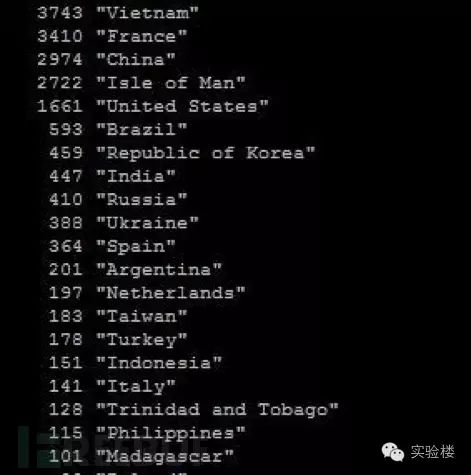 3743 "Vietnam"
3410 "France"
2974 "China"
2722 "Isle of Man"
1661 "United States"
593 "Brazil"
459 "Republic of Korea"
447 "India"
410 "Russia"
388 "Ukraine"
364 "Spain"
201 "Argentina"
197 "Netherlands"
183 "Taiwan"
178 "Turkey"
151 "Indonesia"
141 "Italy"
128 "Trinidad and Tobago"
115 "Philippines"
101 "Madagascar"
实验楼